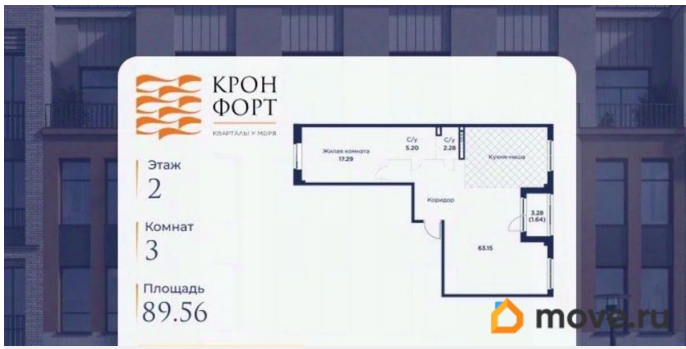 КРОН
ФОРТ
КВАРТАЛЫ У МОРЯ
Этаж
2
Комнат
3
Площадь
89.56
Жилая комната
17.29
С/у
5.20
С/у
2.28
Кухня-ниша
Коридор
3.28
(1.64)
63.15
move.ru